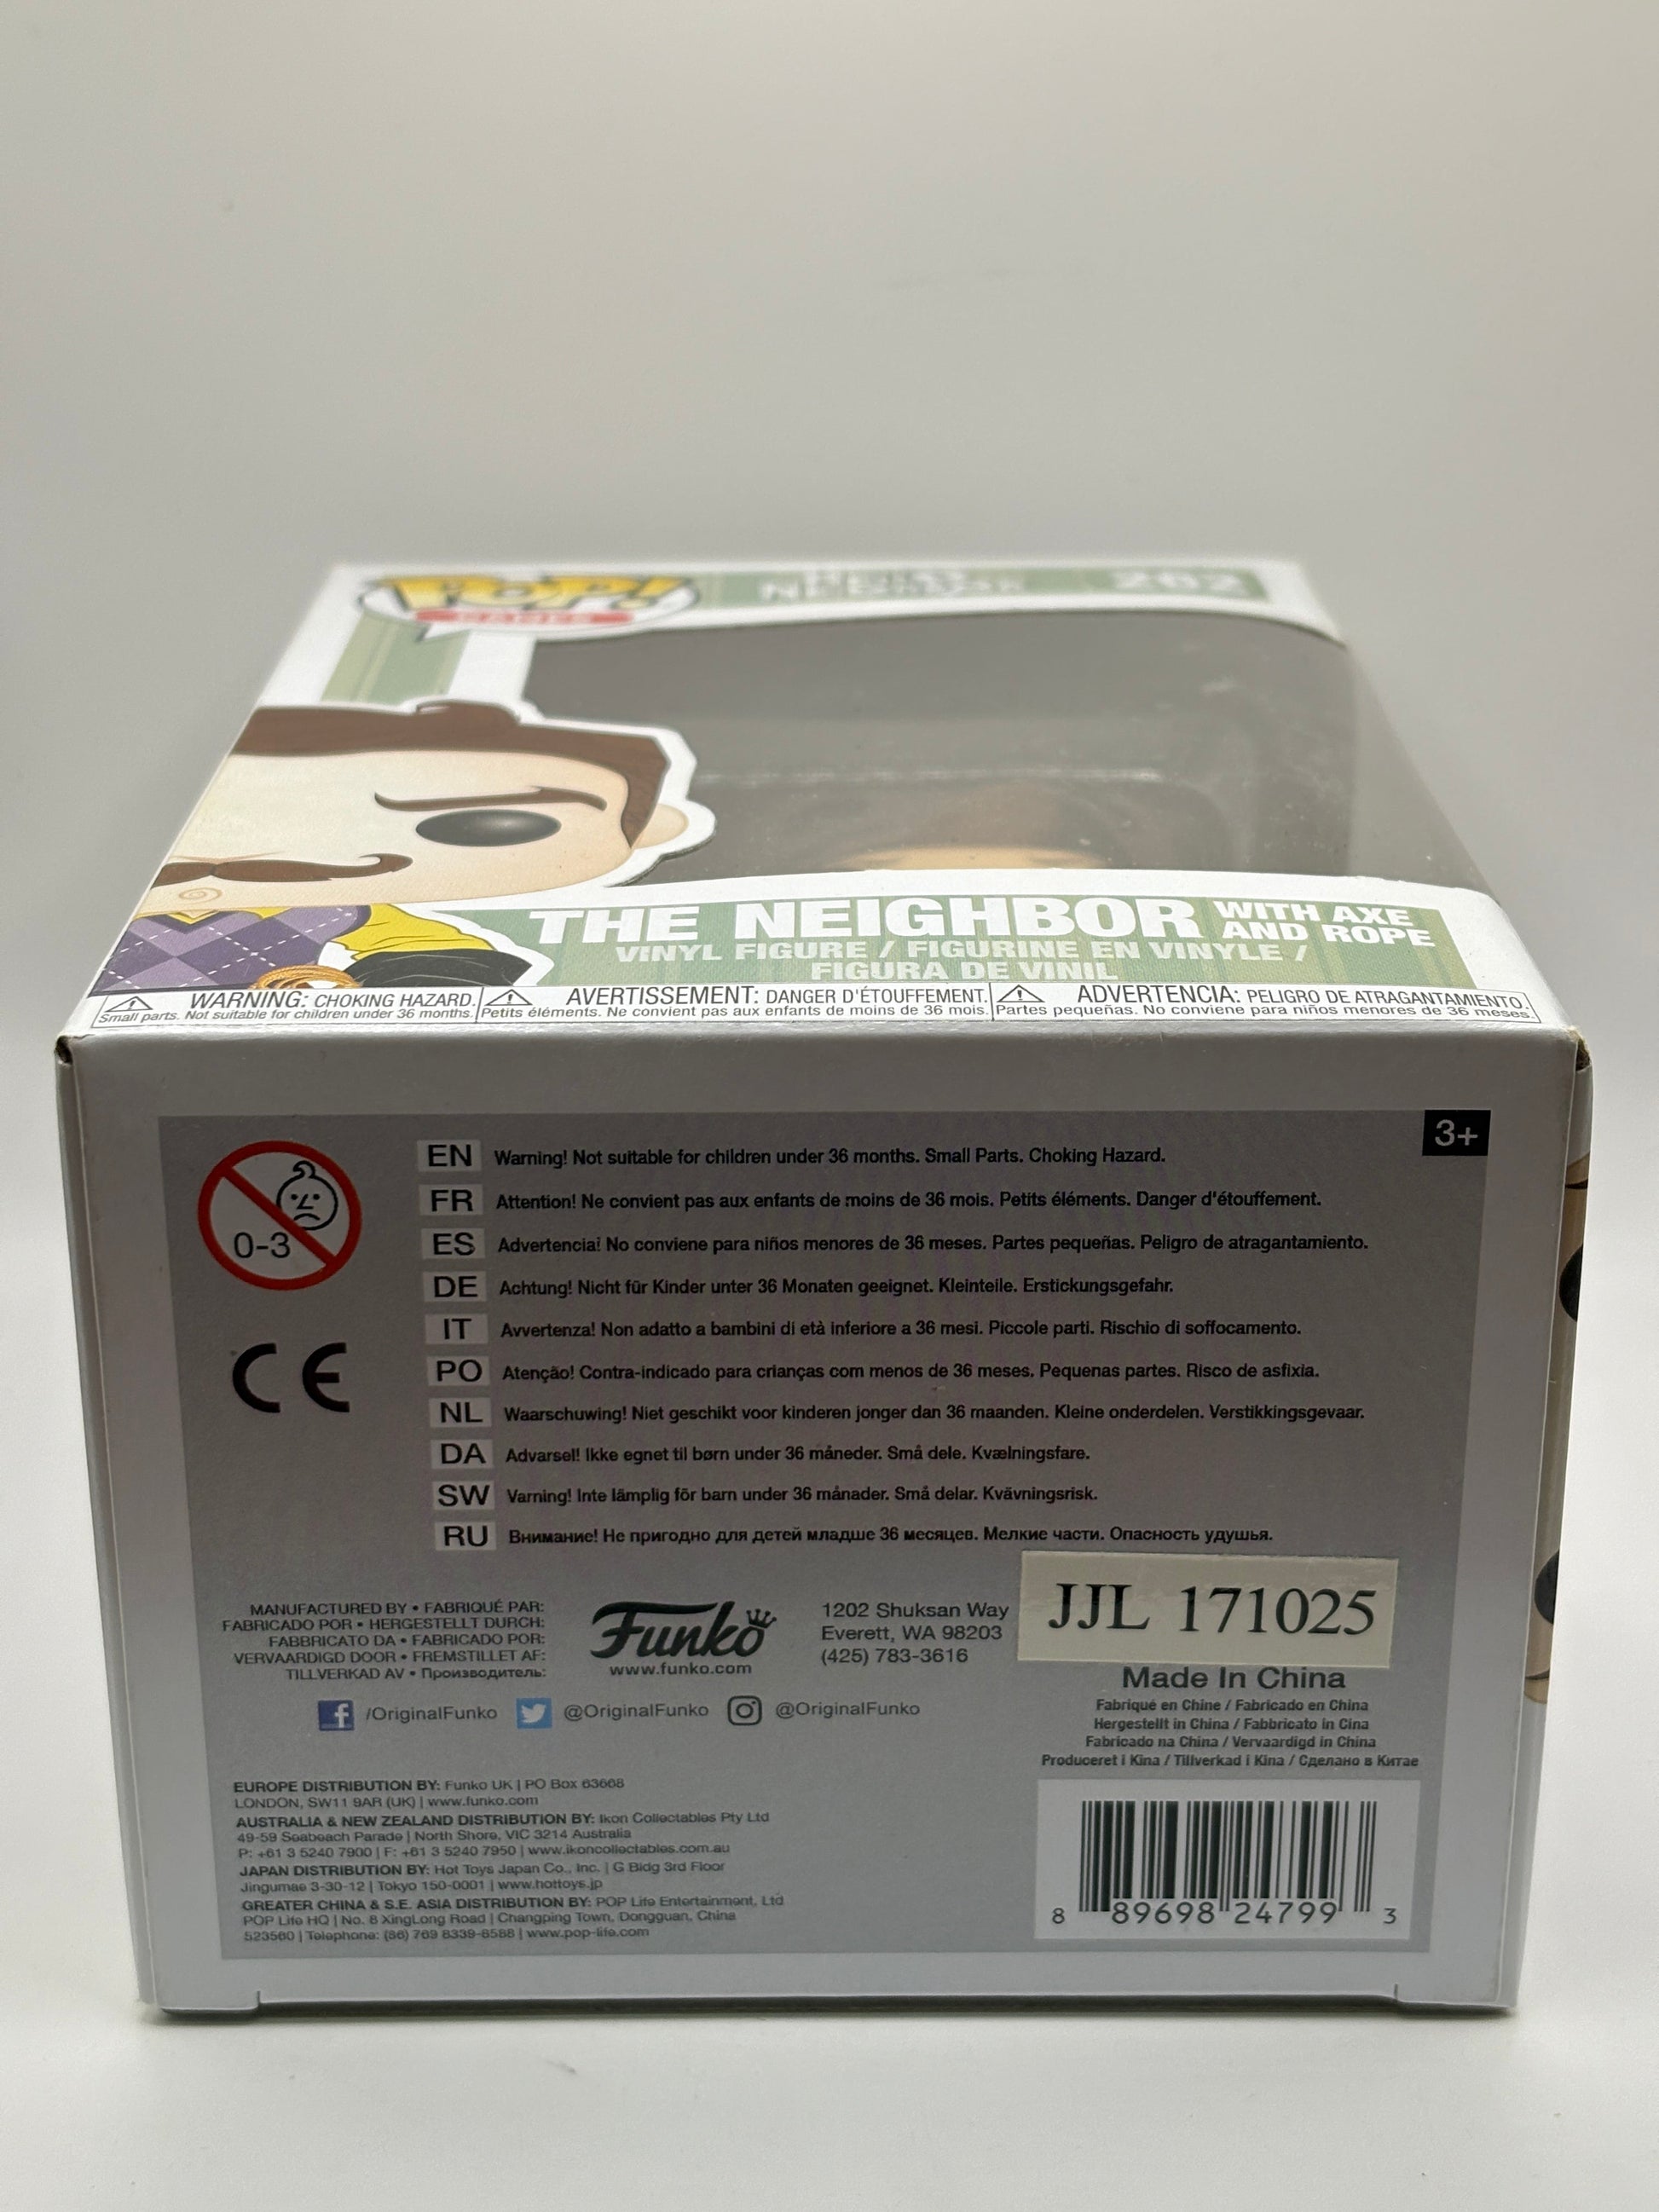 POP!
GAMES
HELLO
NEIGHBOR
262
THE NEIGHBOR WITH AXE
AND ROPE
VINYL FIGURE / FIGURINE EN VINYLE /
FIGURA DE VINIL
WARNING: CHOKING HAZARD.
Small parts. Not suitable for children under 36 months.
AVERTISSEMENT: DANGER D'ÉTOUFFEMENT.
Petits éléments. Ne convient pas aux enfants de moins de 36 mois.
ADVERTENCIA: PELIGRO DE ATRAGANTAMIENTO.
Partes pequeñas. No conviene para niños menores de 36 meses.
3+
0-3
CE
EN Warning! Not suitable for children under 36 months. Small Parts. Choking Hazard.
FR Attention! Ne convient pas aux enfants de moins de 36 mois. Petits éléments. Danger d'étouffement.
ES Advertencia! No conviene para niños menores de 36 meses. Partes pequeñas. Peligro de atragantamiento.
DE Achtung! Nicht für Kinder unter 36 Monaten geeignet. Kleinteile. Erstickungsgefahr.
IT Avvertenza! Non adatto a bambini di età inferiore a 36 mesi. Piccole parti. Rischio di soffocamento.
PO Atenção! Contra-indicado para crianças com menos de 36 meses. Pequenas partes. Risco de asfixia.
NL Waarschuwing! Niet geschikt voor kinderen jonger dan 36 maanden. Kleine onderdelen. Verstikkingsgevaar.
DA Advarsel! Ikke egnet til børn under 36 måneder. Små dele. Kvælningsfare.
SW Varning! Inte lämplig för barn under 36 månader. Små delar. Kvävningsrisk.
RU Внимание! Не пригодно для детей младше 36 месяцев. Мелкие части. Опасность удушья.
MANUFACTURED BY • FABRIQUÉ PAR:
FABRICADO POR • HERGESTELLT DURCH:
FABBRICATO DA • FABRICADO POR:
VERVAARDIGD DOOR • FREMSTILLET AF:
TILLVERKAD AV • Производитель:
Funko
www.funko.com
1202 Shuksan Way
Everett, WA 98203
(425) 783-3616
JJL 171025
Made In China
Fabriqué en Chine / Fabricado en China
Hergestellt in China / Fabbricato in Cina
Fabricado na China / Vervaardigd in China
Produceret i Kina / Tillverkad i Kina / Сделано в Китае
/OriginalFunko @OriginalFunko @OriginalFunko
EUROPE DISTRIBUTION BY: Funko UK | PO Box 63668
LONDON, SW11 9AR (UK) | www.funko.com
AUSTRALIA & NEW ZEALAND DISTRIBUTION BY: Ikon Collectables Pty Ltd
49-59 Seabeach Parade | North Shore, VIC 3214 Australia
P: +61 3 5240 7900 | F: +61 3 5240 7950 | www.ikoncollectables.com.au
JAPAN DISTRIBUTION BY: Hot Toys Japan Co., Inc. | G Bldg 3rd Floor
Jingumae 3-30-12 | Tokyo 150-0001 | www.hottoys.jp
GREATER CHINA & S.E. ASIA DISTRIBUTION BY: POP Life Entertainment, Ltd
POP Life HQ | No. 8 XingLong Road | Changping Town, Dongguan, China
523560 | Telephone: (86) 769 8339-6588 | www.pop-life.com
8 89698 24799 3